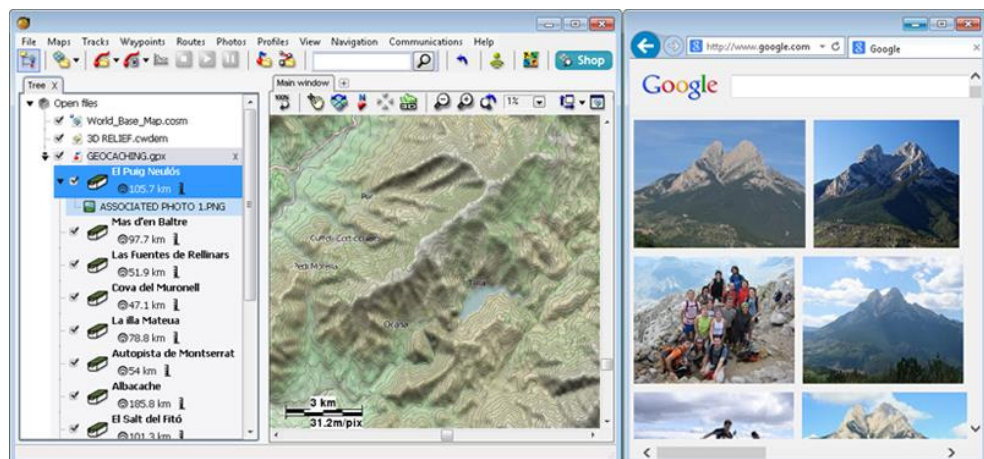 File Maps Tracks Waypoints Routes Photos Profiles View Navigation Communications Help
Shop
Tree X
Open files
World_Base_Map.cosm
3D RELIEF.cwdem
GEOCACHING.gpx x
El Puig Neulós
105.7 km
ASSOCIATED PHOTO 1.PNG
Mas d'en Baltre
97.7 km
Las Fuentes de Rellinars
51.9 km
Cova del Muronell
47.1 km
La illa Mateua
78.8 km
Autopista de Montserrat
54 km
Albacache
185.8 km
El Salt del Fitó
101.3 km
Main window
100%
1%
3 km
31.2m/pix
http://www.google.com
Google
Google